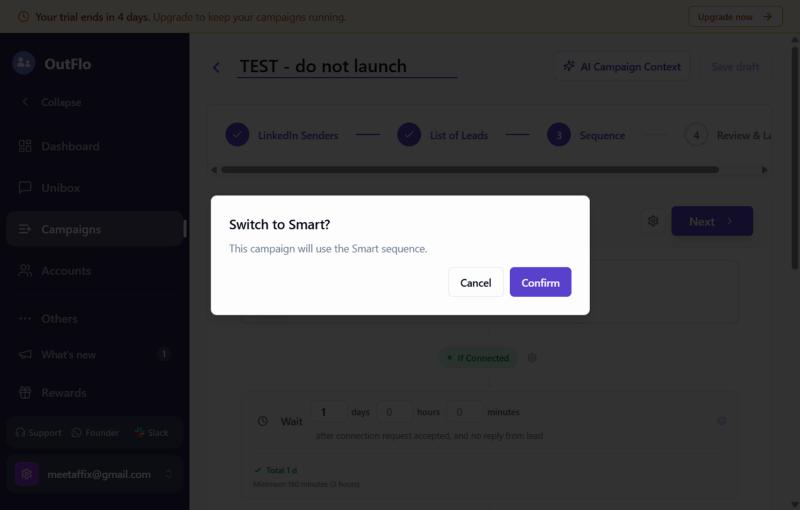 Your trial ends in 4 days. Upgrade to keep your campaigns running.
Upgrade now
OutFlo
TEST - do not launch
AI Campaign Context
Save draft
Collapse
LinkedIn Senders
List of Leads
3 Sequence
4 Review & La
Dashboard
Unibox
Campaigns
Accounts
Others
What's new 1
Rewards
Support Founder Slack
meetaffix@gmail.com
Switch to Smart?
This campaign will use the Smart sequence.
Cancel
Confirm
Next
If Connected
Wait 1 days 0 hours 0 minutes
after connection request accepted, and no reply from lead
Total 1 d
Minimum 180 minutes (3 hours)